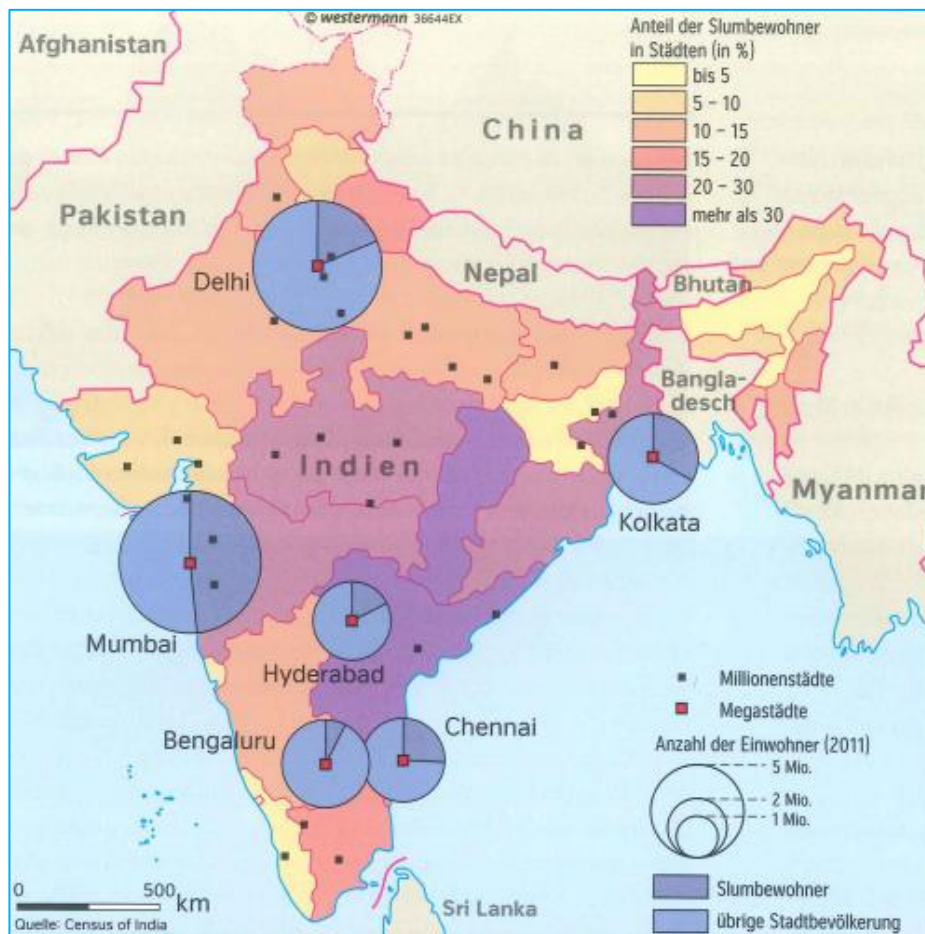 © westermann 36644EX
Afghanistan
Anteil der Slumbewohner
in Städten (in %)
bis 5
5 – 10
10 – 15
15 – 20
20 – 30
mehr als 30
China
Pakistan
Nepal
Bhutan
Delhi
Bangla-
desch
Indien
Myanmar
Kolkata
Mumbai
Hyderabad
Bengaluru
Chennai
Millionenstädte
Megastädte
Anzahl der Einwohner (2011)
5 Mio.
2 Mio.
1 Mio.
Slumbewohner
übrige Stadtbevölkerung
0 500 km
Sri Lanka
Quelle: Census of India